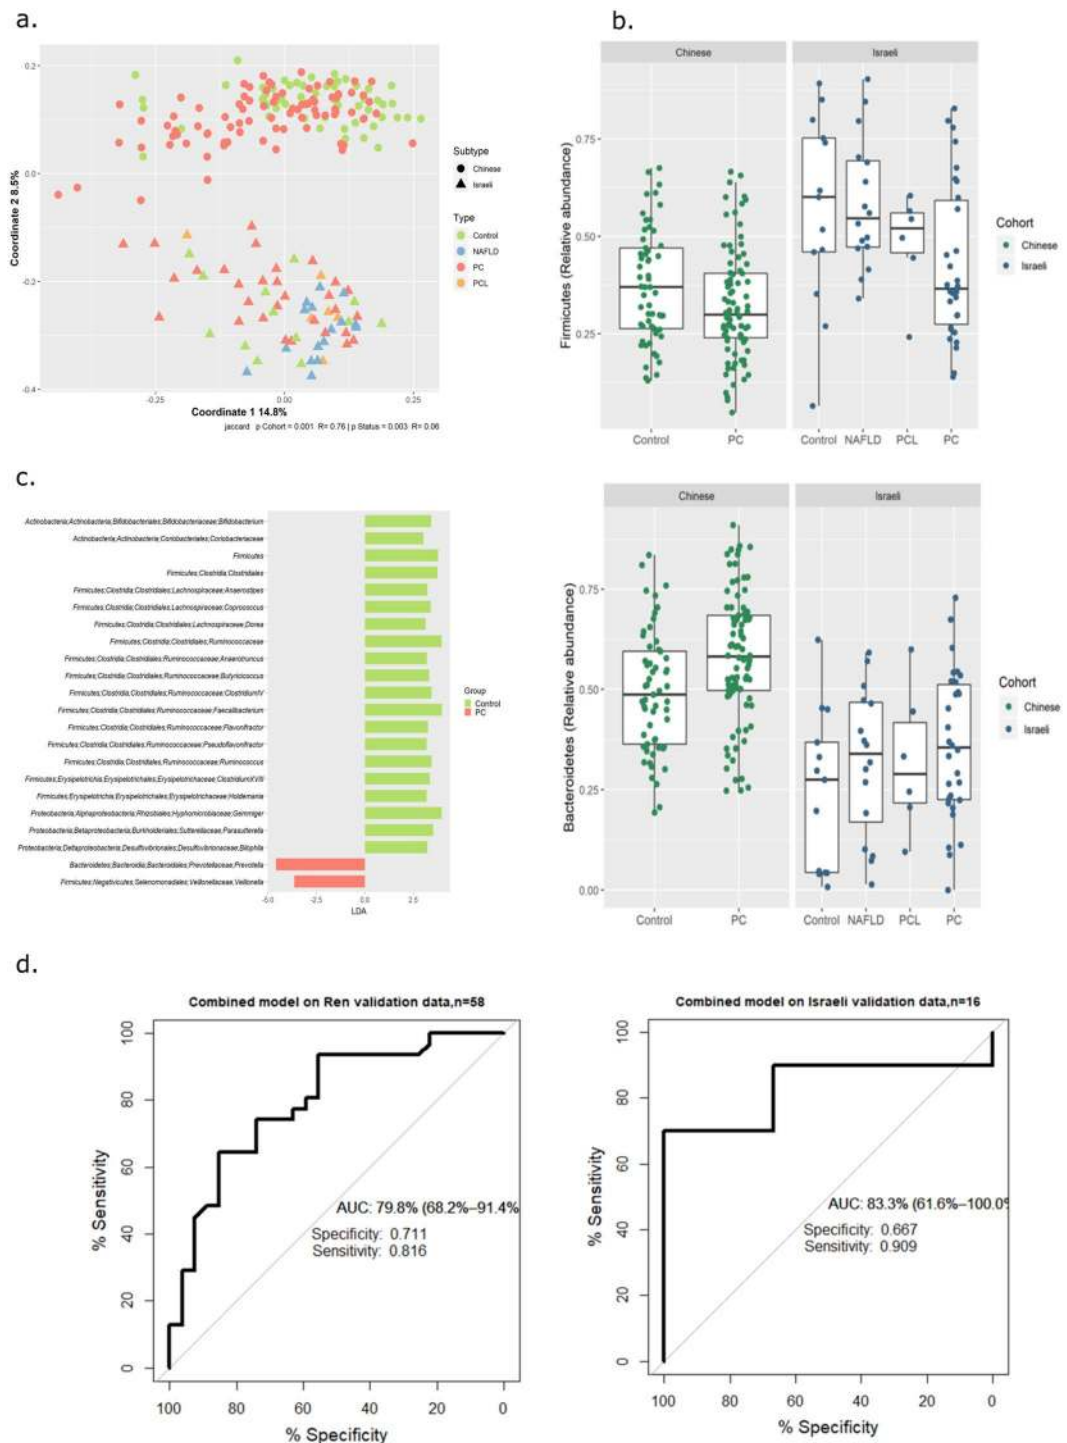 a.
0.2
0.0
-0.2
-0.4
Coordinate 2 8.5%
-0.25
0.00
0.25
Coordinate 1 14.8%
jaccard p Cohort = 0.001 R= 0.76 | p Status = 0.003 R= 0.06
Subtype
Chinese
Israeli
Type
Control
NAFLD
PC
PCL
b.
Chinese
Israeli
Firmicutes (Relative abundance)
0.75
0.50
0.25
Control
PC
Control
NAFLD
PCL
PC
Cohort
Chinese
Israeli
Chinese
Israeli
Bacteroidetes (Relative abundance)
0.75
0.50
0.25
0.00
Control
PC
Control
NAFLD
PCL
PC
Cohort
Chinese
Israeli
c.
Actinobacteria;Actinobacteria;Bifidobacteriales;Bifidobacteriaceae;Bifidobacterium
Actinobacteria;Actinobacteria;Coriobacteriales;Coriobacteriaceae
Firmicutes
Firmicutes;Clostridia;Clostridiales
Firmicutes;Clostridia;Clostridiales;Lachnospiraceae;Anaerostipes
Firmicutes;Clostridia;Clostridiales;Lachnospiraceae;Coprococcus
Firmicutes;Clostridia;Clostridiales;Lachnospiraceae;Dorea
Firmicutes;Clostridia;Clostridiales;Ruminococcaceae
Firmicutes;Clostridia;Clostridiales;Ruminococcaceae;Anaerotruncus
Firmicutes;Clostridia;Clostridiales;Ruminococcaceae;Butyricicoccus
Firmicutes;Clostridia;Clostridiales;Ruminococcaceae;ClostridiumIV
Firmicutes;Clostridia;Clostridiales;Ruminococcaceae;Faecalibacterium
Firmicutes;Clostridia;Clostridiales;Ruminococcaceae;Flavonifractor
Firmicutes;Clostridia;Clostridiales;Ruminococcaceae;Pseudoflavonifractor
Firmicutes;Clostridia;Clostridiales;Ruminococcaceae;Ruminococcus
Firmicutes;Erysipelotrichia;Erysipelotrichales;Erysipelotrichaceae;ClostridiumXVIII
Firmicutes;Erysipelotrichia;Erysipelotrichales;Erysipelotrichaceae;Holdemania
Proteobacteria;Alphaproteobacteria;Rhizobiales;Hyphomicrobiaceae;Gemmiger
Proteobacteria;Betaproteobacteria;Burkholderiales;Sutterellaceae;Parasutterella
Proteobacteria;Deltaproteobacteria;Desulfovibrionales;Desulfovibrionaceae;Bilophila
Bacteroidetes;Bacteroidia;Bacteroidales;Prevotellaceae;Prevotella
Firmicutes;Negativicutes;Selenomonadales;Veillonellaceae;Veillonella
-5.0
-2.5
0.0
2.5
LDA
Group
Control
PC
d.
Combined model on Ren validation data,n=58
% Sensitivity
100
80
60
40
20
0
AUC: 79.8% (68.2%–91.4%
Specificity: 0.711
Sensitivity: 0.816
100
80
60
40
20
0
% Specificity
Combined model on Israeli validation data,n=16
% Sensitivity
100
80
60
40
20
0
AUC: 83.3% (61.6%–100.0%
Specificity: 0.667
Sensitivity: 0.909
100
80
60
40
20
0
% Specificity